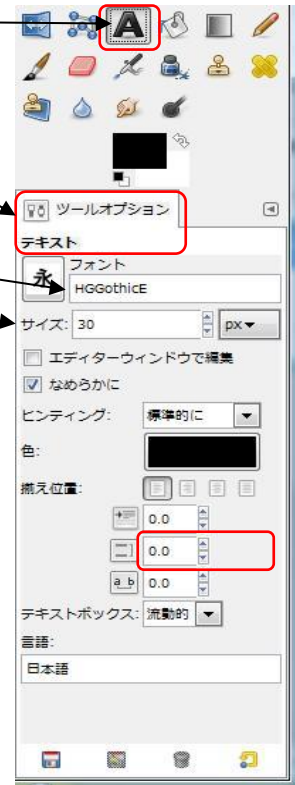 A
ツールオプション
テキスト
永
フォント
HGGothicE
サイズ: 30 px
エディターウィンドウで編集
なめらかに
ヒンティング: 標準的に
色:
揃え位置:
0.0
0.0
a b 0.0
テキストボックス: 流動的
言語:
日本語